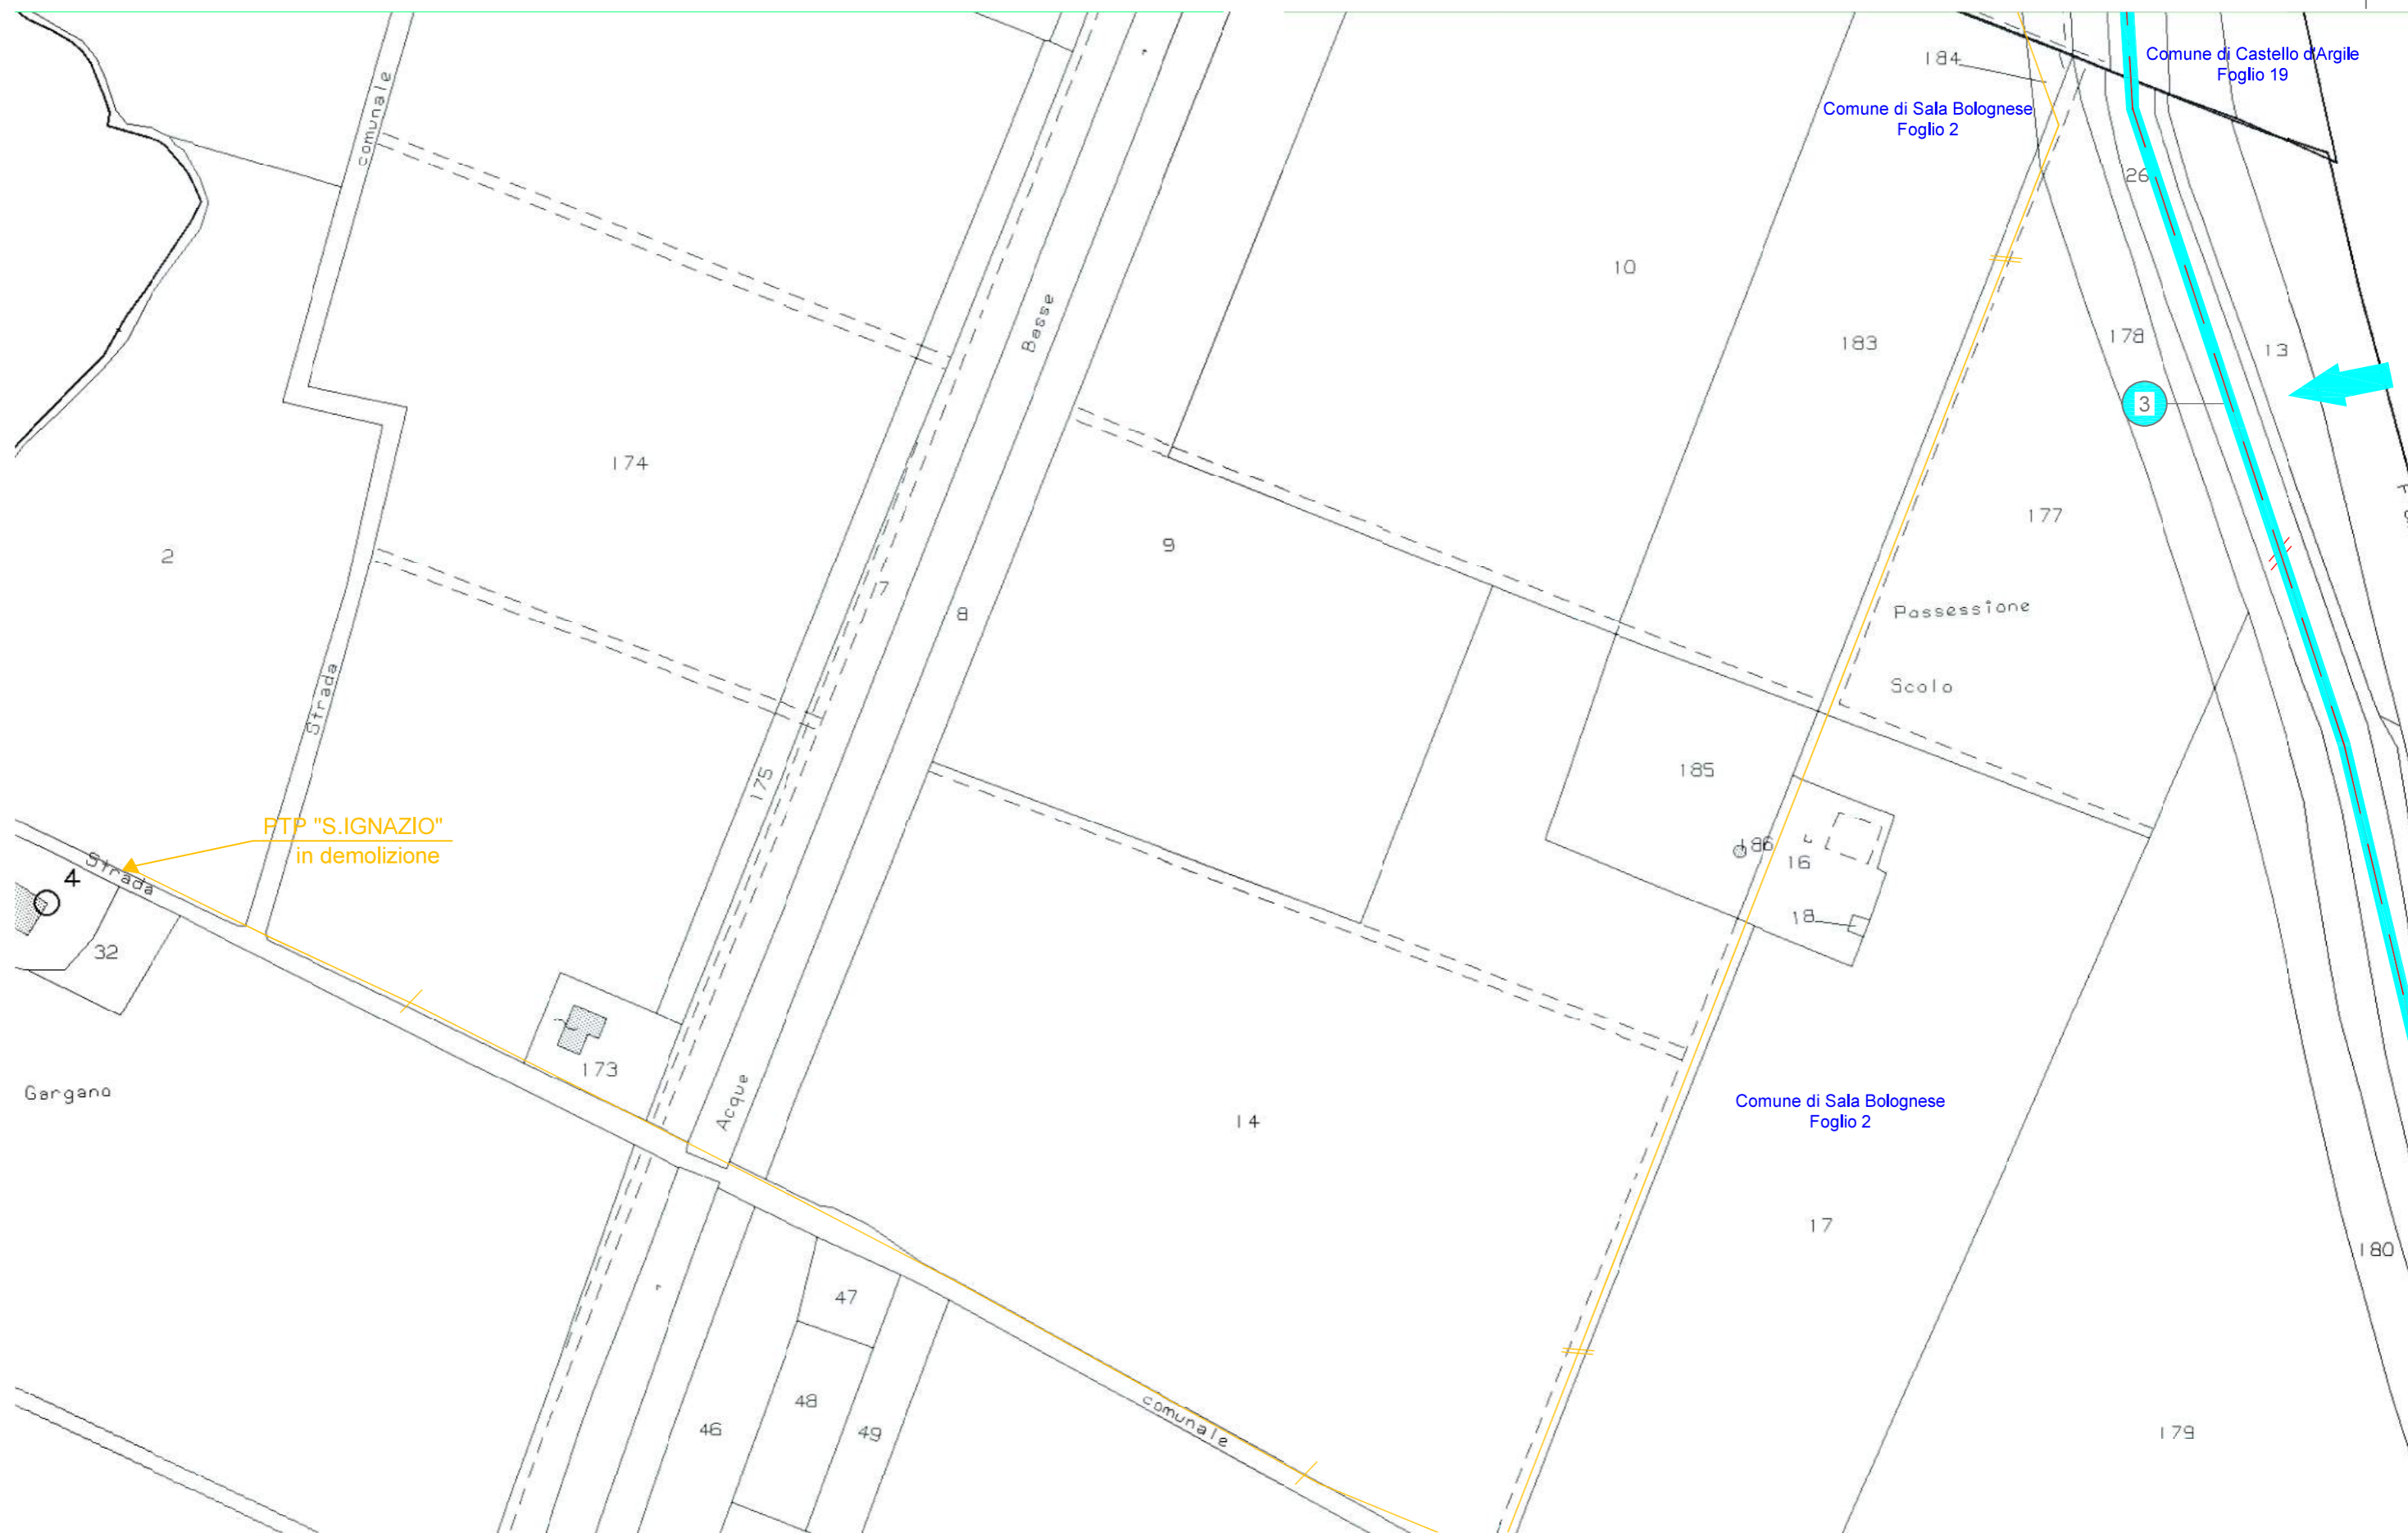 Comune di Castello d'Argile
Foglio 19
184
Comune di Sala Bolognese
Foglio 2
comunale
26
10
Basse
183
178
13
3
174
177
9
2
7
8
Possessione
Strada
Scolo
175
185
PTP "S.IGNAZIO"
in demolizione
186
16
Strada
4
18
32
173
Gargano
Acque
Comune di Sala Bolognese
Foglio 2
14
17
180
47
48
46
49
comunale
179